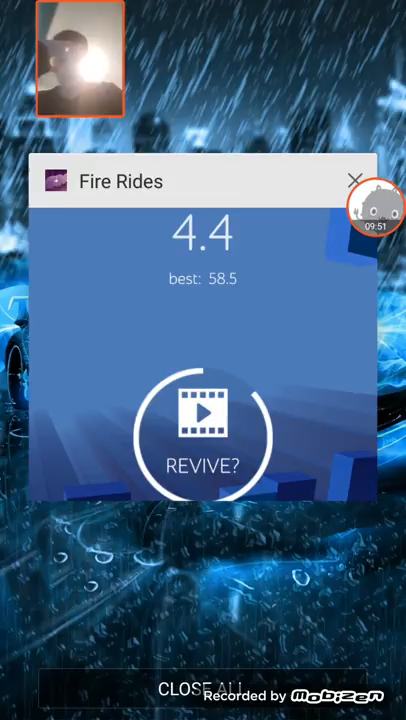 Fire Rides
09:51
4.4
best: 58.5
REVIVE?
CLOSE ALL
Recorded by mobizen